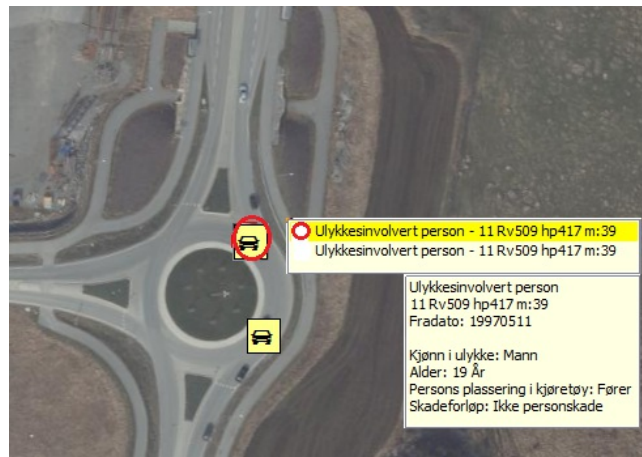 Ulykkesinvolvert person - 11 Rv509 hp417 m:39
Ulykkesinvolvert person - 11 Rv509 hp417 m:39
Ulykkesinvolvert person
11 Rv509 hp417 m:39
Fradato: 19970511
Kjønn i ulykke: Mann
Alder: 19 År
Persons plassering i kjøretøy: Fører
Skadeforløp: Ikke personskade